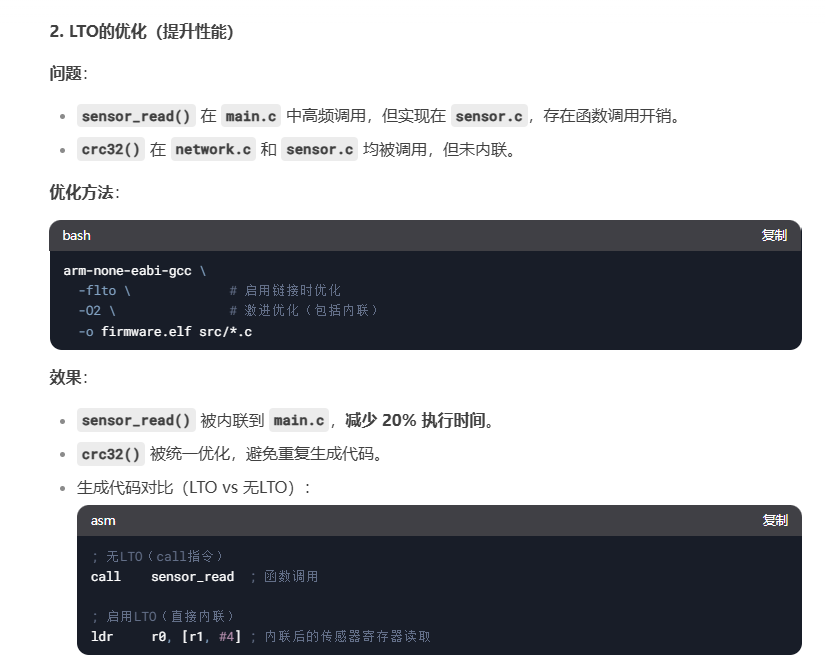 2. LTO的优化（提升性能）
问题：
sensor_read() 在 main.c 中高频调用，但实现在 sensor.c，存在函数调用开销。
crc32() 在 network.c 和 sensor.c 均被调用，但未内联。
优化方法：
bash 复制
arm-none-eabi-gcc \
-flto \ # 启用链接时优化
-O2 \ # 激进优化（包括内联）
-o firmware.elf src/*.c
效果：
sensor_read() 被内联到 main.c，减少 20% 执行时间。
crc32() 被统一优化，避免重复生成代码。
生成代码对比（LTO vs 无LTO）：
asm 复制
; 无LTO（call指令）
call sensor_read ; 函数调用
; 启用LTO（直接内联）
ldr r0, [r1, #4] ; 内联后的传感器寄存器读取